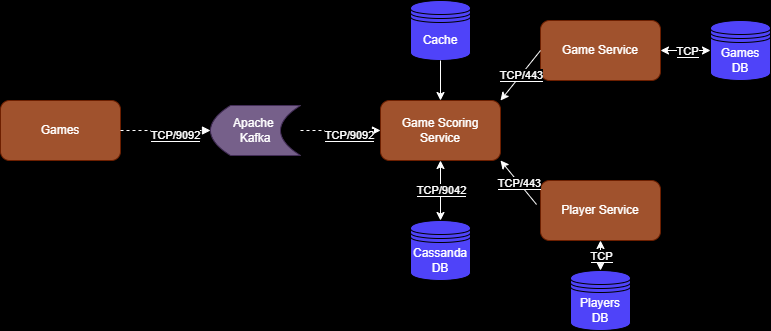 Cache
Game Service
TCP
Games
DB
TCP/443
Games
TCP/9092
Apache
Kafka
TCP/9092
Game Scoring
Service
TCP/443
TCP/9042
Player Service
Cassanda
DB
TCP
Players
DB